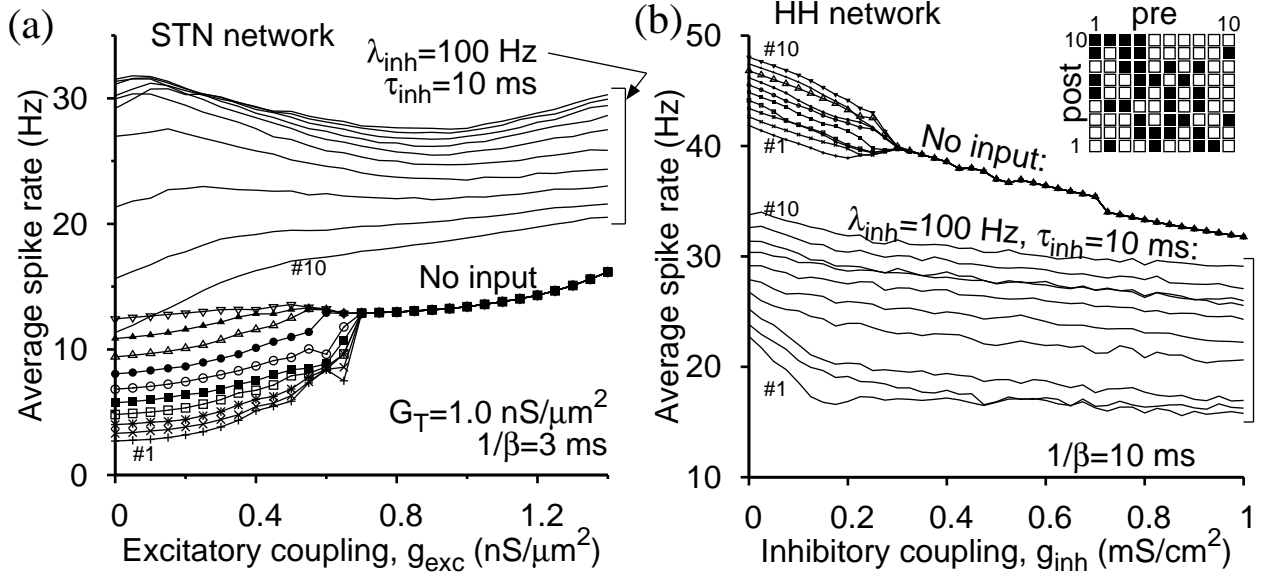 (a)
STN network
λinh=100 Hz
τinh=10 ms
Average spike rate (Hz)
30
20
10
0
#10
No input
#1
GT=1.0 nS/μm2
1/β=3 ms
0 0.4 0.8 1.2
Excitatory coupling, gexc (nS/μm2)
(b)
HH network
pre
1 10
10
post
1
Average spike rate (Hz)
50
40
30
20
10
#10
#1
No input:
#10
λinh=100 Hz, τinh=10 ms:
#1
1/β=10 ms
0 0.2 0.4 0.6 0.8 1
Inhibitory coupling, ginh (mS/cm2)